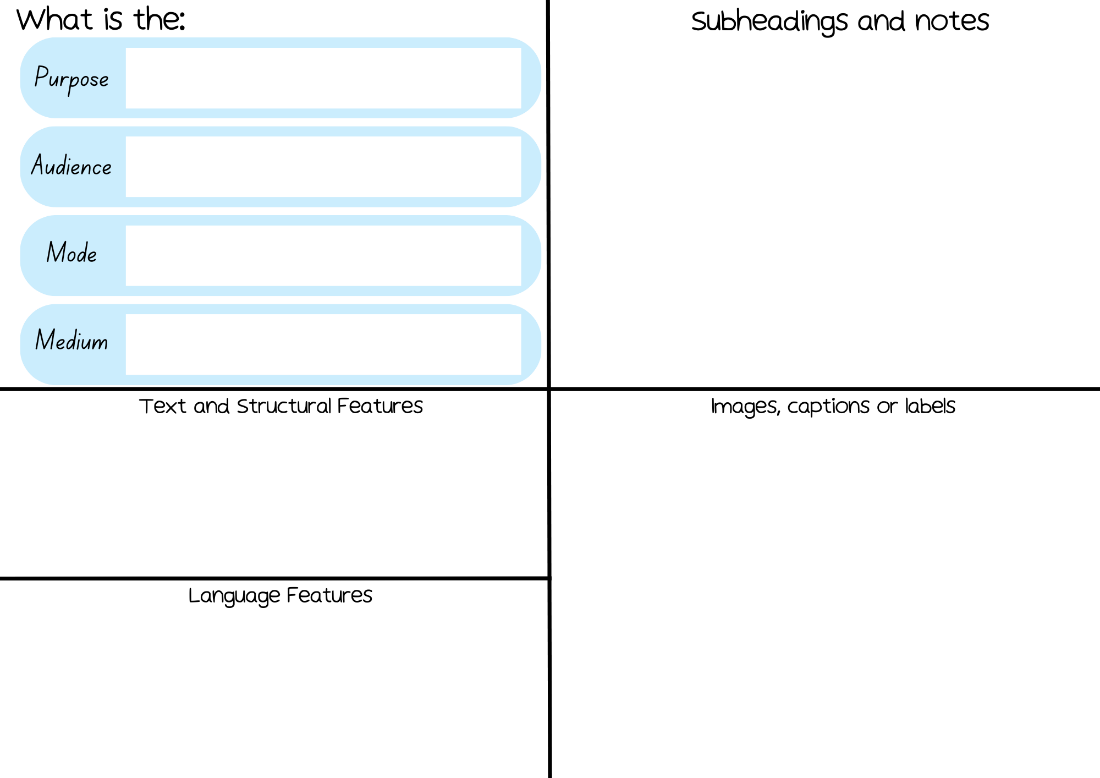 What is the:
Purpose
Audience
Mode
Medium
Subheadings and notes
Text and Structural Features
Language Features
Images, captions or labels